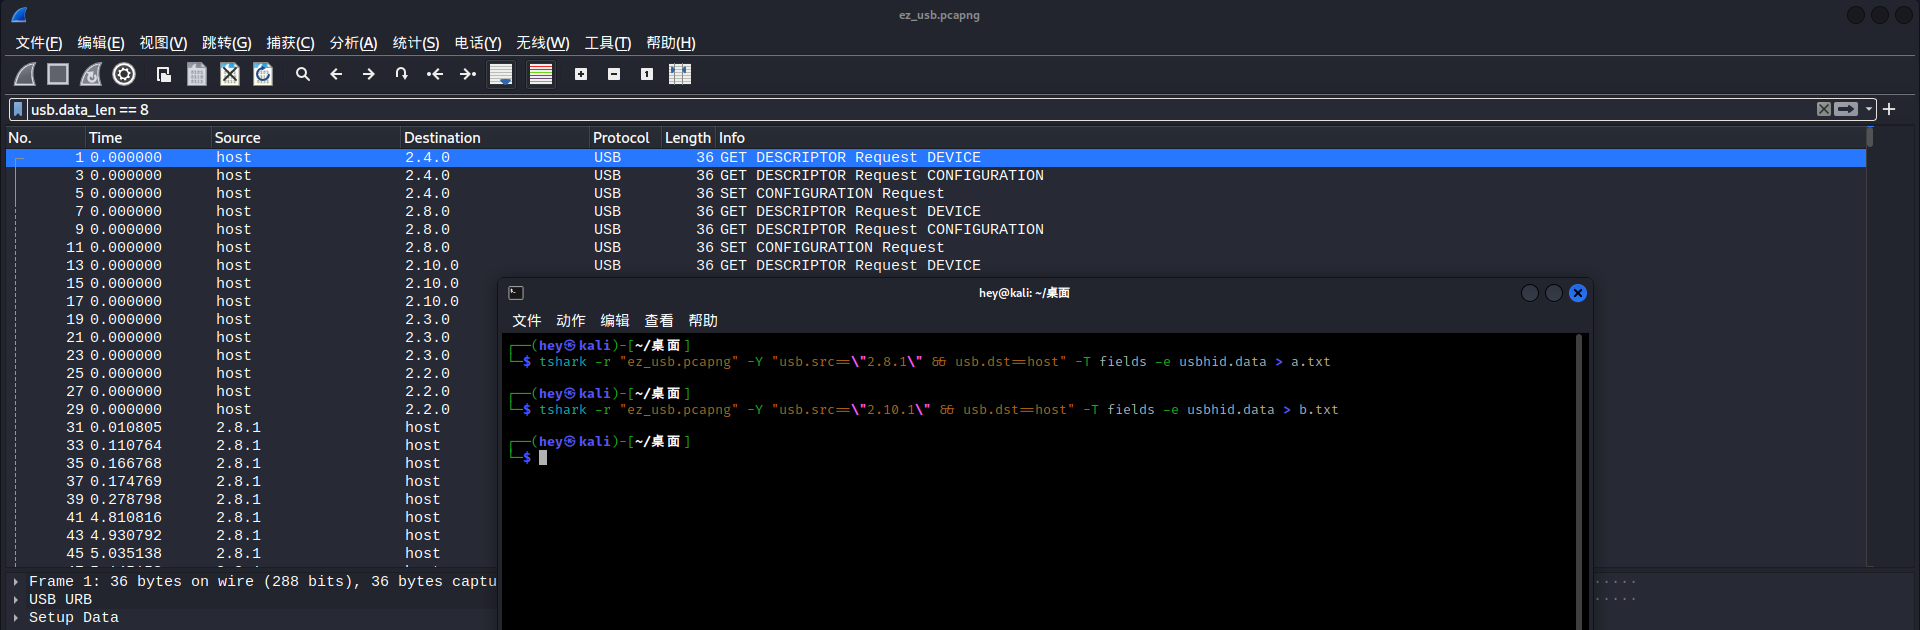 ez_usb.pcapng
文件(F) 编辑(E) 视图(V) 跳转(G) 捕获(C) 分析(A) 统计(S) 电话(Y) 无线(W) 工具(T) 帮助(H)
usb.data_len == 8
No. Time Source Destination Protocol Length Info
1 0.000000 host 2.4.0 USB 36 GET DESCRIPTOR Request DEVICE
3 0.000000 host 2.4.0 USB 36 GET DESCRIPTOR Request CONFIGURATION
5 0.000000 host 2.4.0 USB 36 SET CONFIGURATION Request
7 0.000000 host 2.8.0 USB 36 GET DESCRIPTOR Request DEVICE
9 0.000000 host 2.8.0 USB 36 GET DESCRIPTOR Request CONFIGURATION
11 0.000000 host 2.8.0 USB 36 SET CONFIGURATION Request
13 0.000000 host 2.10.0 USB 36 GET DESCRIPTOR Request DEVICE
15 0.000000 host 2.10.0
17 0.000000 host 2.10.0
19 0.000000 host 2.3.0
21 0.000000 host 2.3.0
23 0.000000 host 2.3.0
25 0.000000 host 2.2.0
27 0.000000 host 2.2.0
29 0.000000 host 2.2.0
31 0.010805 2.8.1 host
33 0.110764 2.8.1 host
35 0.166768 2.8.1 host
37 0.174769 2.8.1 host
39 0.278798 2.8.1 host
41 4.810816 2.8.1 host
43 4.930792 2.8.1 host
45 5.035138 2.8.1 host
Frame 1: 36 bytes on wire (288 bits), 36 bytes captu
USB URB
Setup Data
hey@kali: ~/桌面
文件 动作 编辑 查看 帮助
┌──(hey㉿kali)-[~/桌面]
└─$ tshark -r "ez_usb.pcapng" -Y "usb.src==\"2.8.1\" && usb.dst==host" -T fields -e usbhid.data > a.txt
┌──(hey㉿kali)-[~/桌面]
└─$ tshark -r "ez_usb.pcapng" -Y "usb.src==\"2.10.1\" && usb.dst==host" -T fields -e usbhid.data > b.txt
┌──(hey㉿kali)-[~/桌面]
└─$